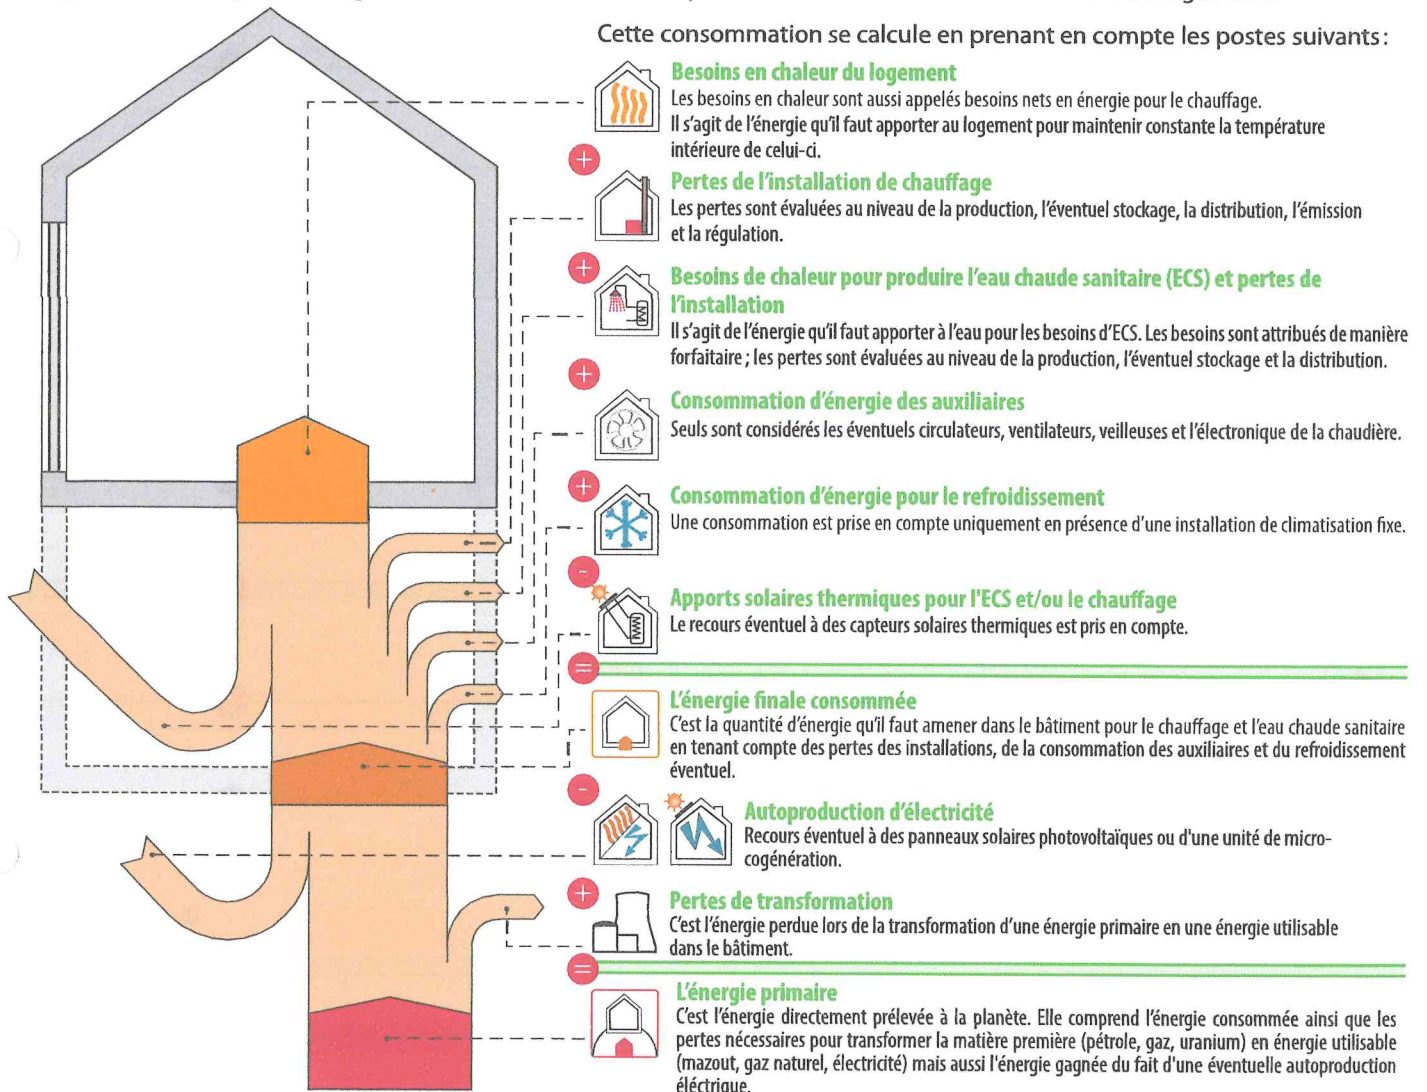 Cette consommation se calcule en prenant en compte les postes suivants :
Besoins en chaleur du logement
Les besoins en chaleur sont aussi appelés besoins nets en énergie pour le chauffage.
Il s'agit de l'énergie qu'il faut apporter au logement pour maintenir constante la température
intérieure de celui-ci.
+
Pertes de l'installation de chauffage
Les pertes sont évaluées au niveau de la production, l'éventuel stockage, la distribution, l'émission
et la régulation.
+
Besoins de chaleur pour produire l'eau chaude sanitaire (ECS) et pertes de
l'installation
Il s'agit de l'énergie qu'il faut apporter à l'eau pour les besoins d'ECS. Les besoins sont attribués de manière
forfaitaire ; les pertes sont évaluées au niveau de la production, l'éventuel stockage et la distribution.
+
Consommation d'énergie des auxiliaires
Seuls sont considérés les éventuels circulateurs, ventilateurs, veilleuses et l'électronique de la chaudière.
+
Consommation d'énergie pour le refroidissement
Une consommation est prise en compte uniquement en présence d'une installation de climatisation fixe.
-
Apports solaires thermiques pour l'ECS et/ou le chauffage
Le recours éventuel à des capteurs solaires thermiques est pris en compte.
=
L'énergie finale consommée
C'est la quantité d'énergie qu'il faut amener dans le bâtiment pour le chauffage et l'eau chaude sanitaire
en tenant compte des pertes des installations, de la consommation des auxiliaires et du refroidissement
éventuel.
-
Autoproduction d'électricité
Recours éventuel à des panneaux solaires photovoltaïques ou d'une unité de micro-
cogénération.
+
Pertes de transformation
C'est l'énergie perdue lors de la transformation d'une énergie primaire en une énergie utilisable
dans le bâtiment.
=
L'énergie primaire
C'est l'énergie directement prélevée à la planète. Elle comprend l'énergie consommée ainsi que les
pertes nécessaires pour transformer la matière première (pétrole, gaz, uranium) en énergie utilisable
(mazout, gaz naturel, électricité) mais aussi l'énergie gagnée du fait d'une éventuelle autoproduction
éléctrique.